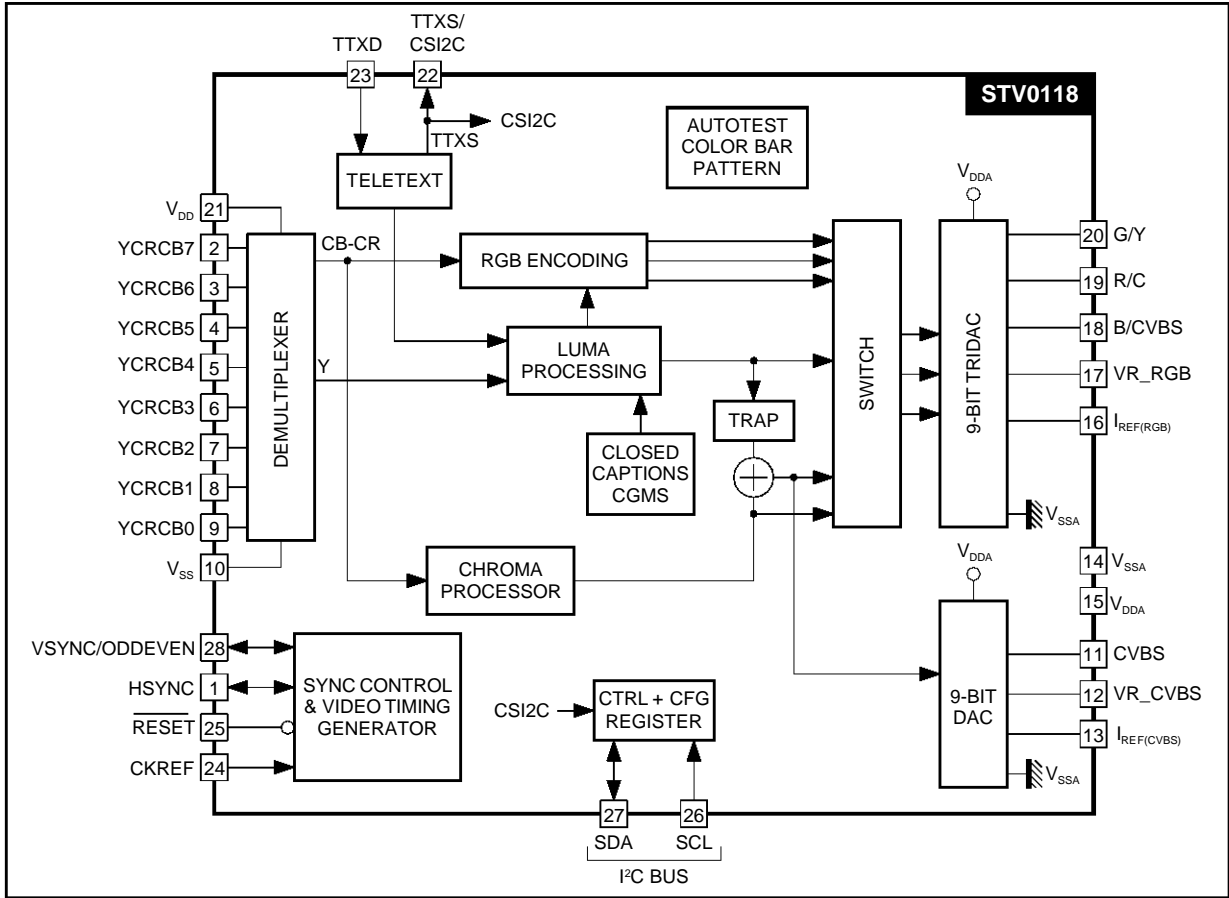 TTXS/
CSI2C
TTXD
23
22
STV0118
CSI2C
TTXS
AUTOTEST
COLOR BAR
PATTERN
TELETEXT
VDDA
VDD
21
YCRCB7
2
CB-CR
RGB ENCODING
20
G/Y
YCRCB6
3
19
R/C
YCRCB5
4
LUMA
PROCESSING
18
B/CVBS
YCRCB4
5
Y
17
VR_RGB
DEMULTIPLEXER
SWITCH
9-BIT TRIDAC
YCRCB3
6
TRAP
16
IREF(RGB)
YCRCB2
7
CLOSED
CAPTIONS
CGMS
YCRCB1
8
YCRCB0
9
VSSA
VSS
10
CHROMA
PROCESSOR
VDDA
14
VSSA
15
VDDA
VSYNC/ODDEVEN
28
11
CVBS
HSYNC
1
SYNC CONTROL
& VIDEO TIMING
GENERATOR
CTRL + CFG
REGISTER
CSI2C
9-BIT
DAC
12
VR_CVBS
RESET
25
13
IREF(CVBS)
CKREF
24
VSSA
27
26
SDA
SCL
I²C BUS